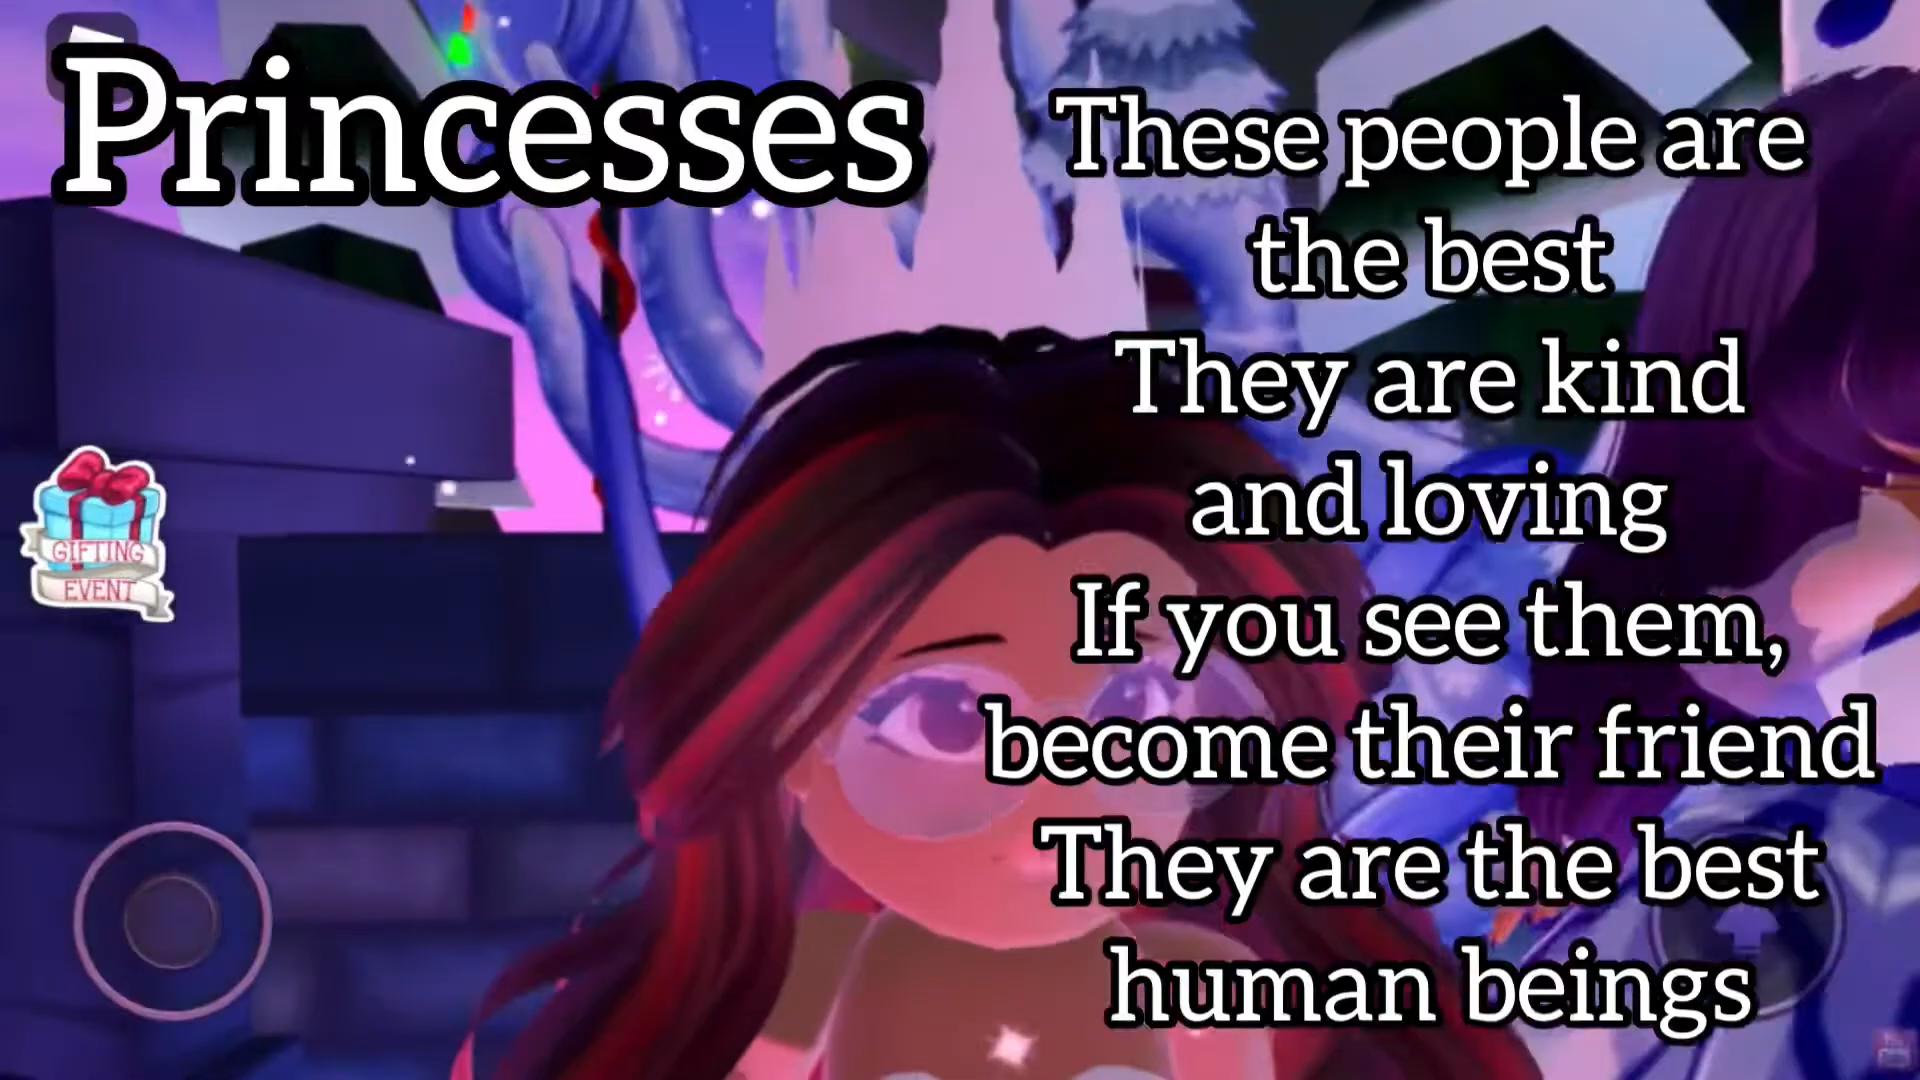 Princesses
These people are
the best
They are kind
and loving
If you see them,
become their friend
They are the best
human beings
GIFTING
EVENT